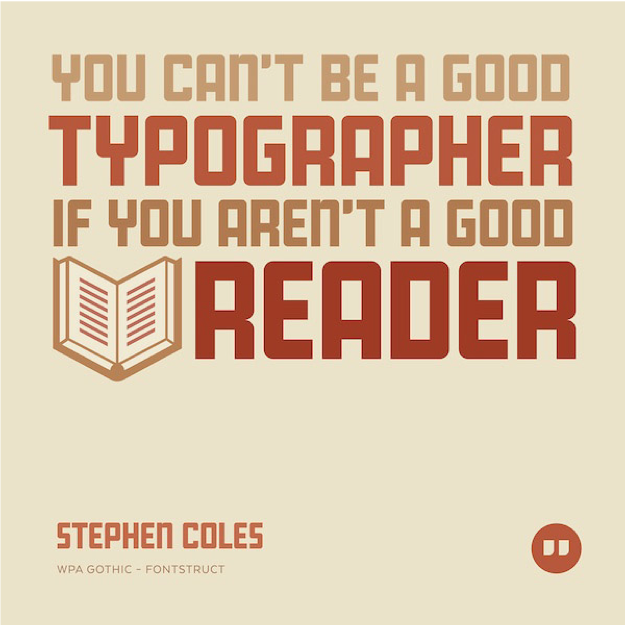 YOU CAN'T BE A GOOD
TYPOGRAPHER
IF YOU AREN'T A GOOD
READER
STEPHEN COLES
WPA GOTHIC – FONTSTRUCT